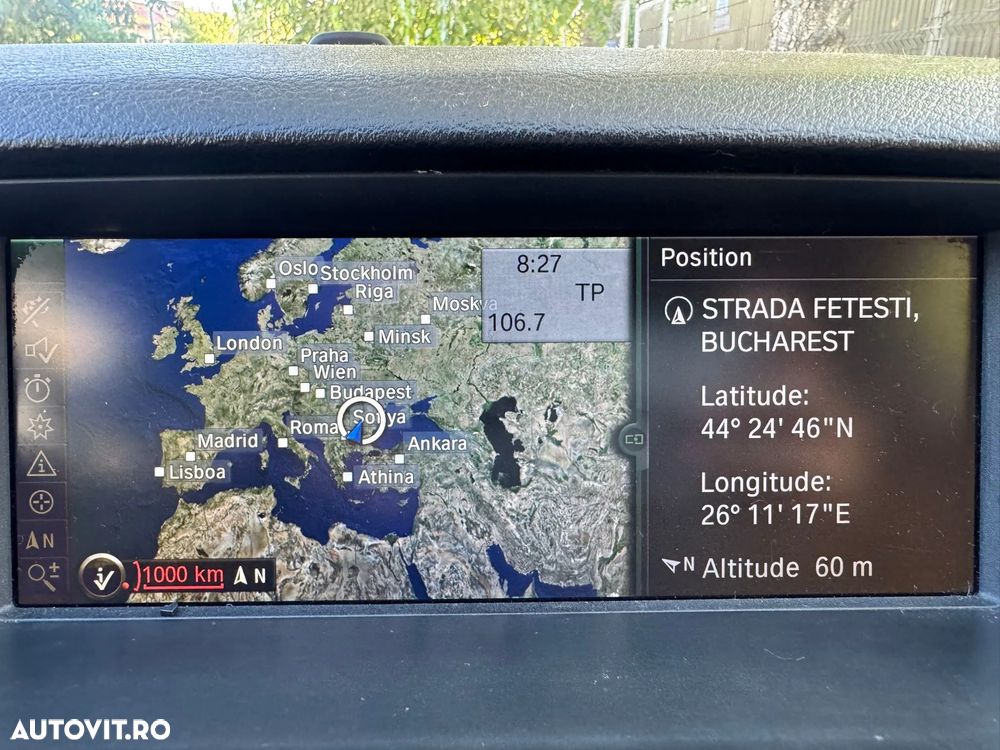 8:27
TP
106.7
Oslo
Stockholm
Riga
Moskva
Minsk
London
Praha
Wien
Budapest
Sofiya
Roma
Madrid
Lisboa
Ankara
Athina
N
1000 km N
Position
STRADA FETESTI,
BUCHAREST
Latitude:
44° 24' 46"N
Longitude:
26° 11' 17"E
N Altitude 60 m
AUTOVIT.RO